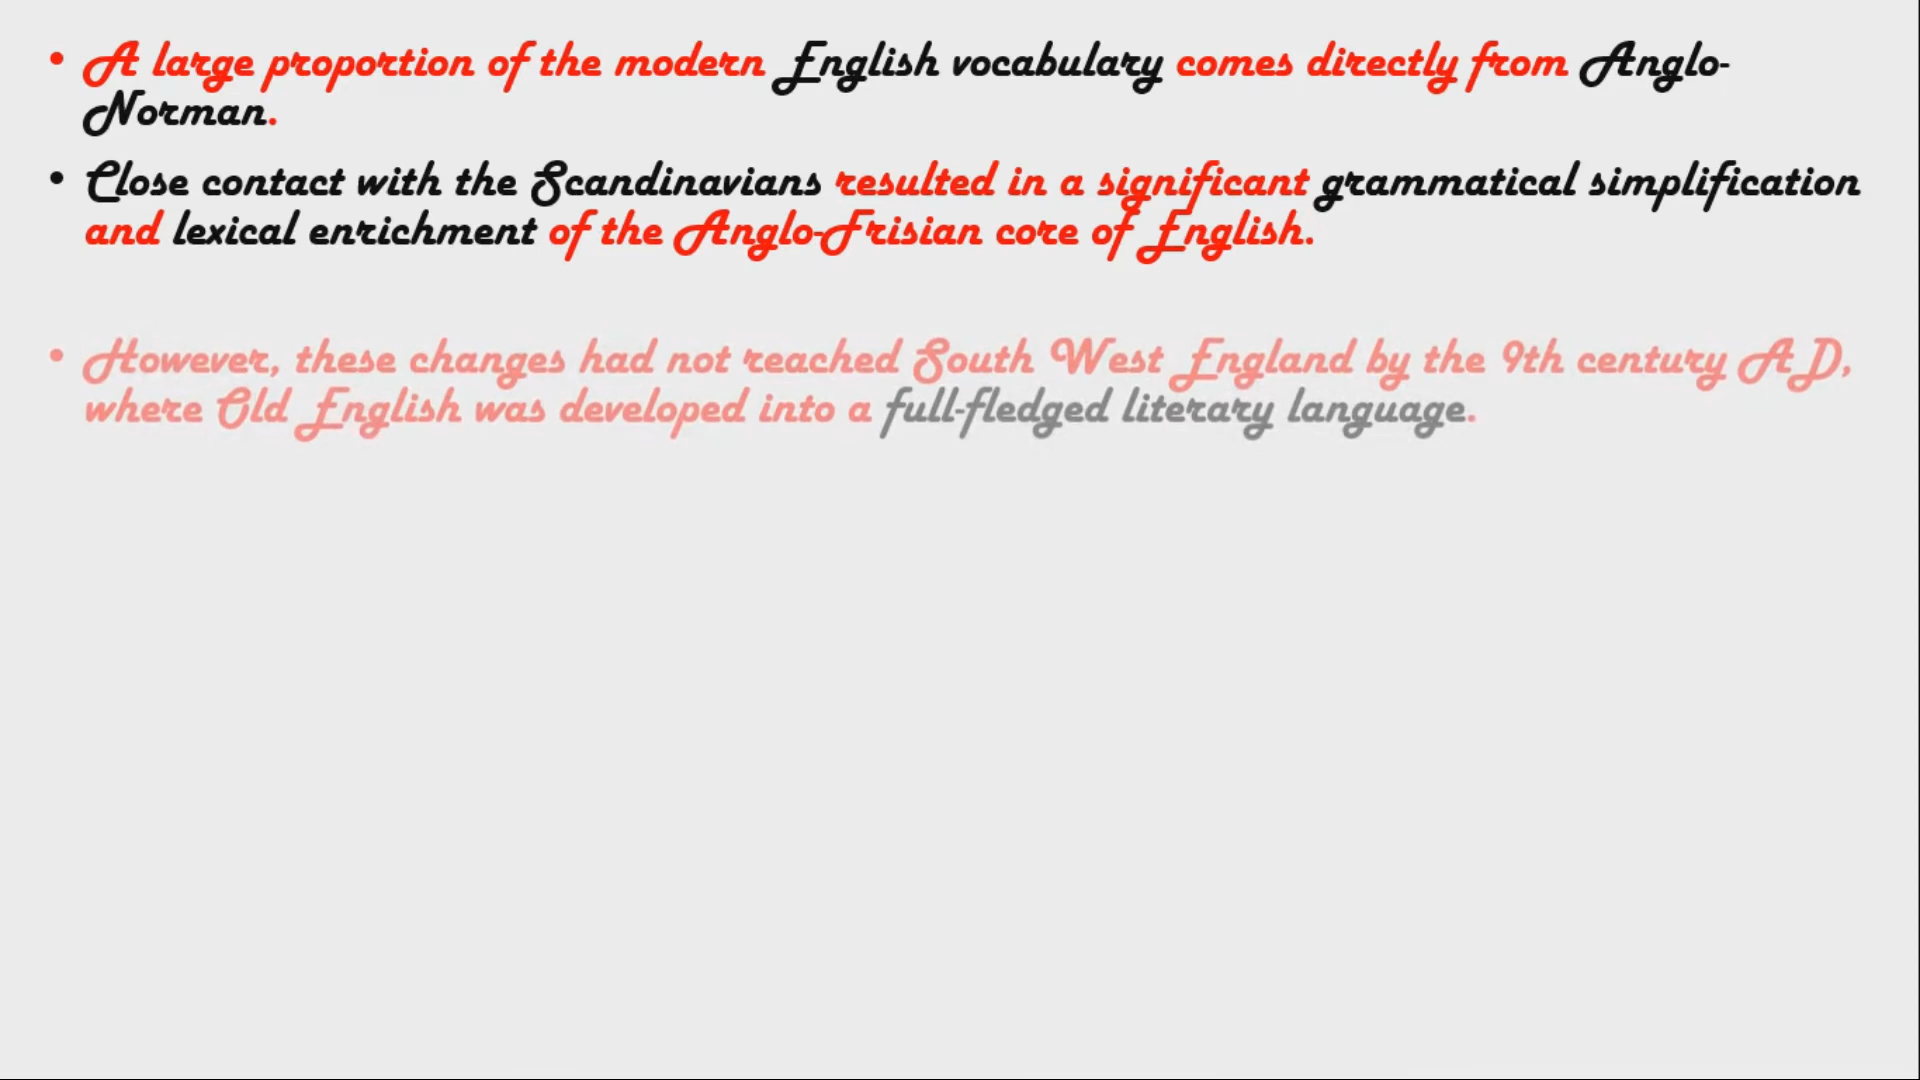 • A large proportion of the modern English vocabulary comes directly from Anglo-
Norman.
• Close contact with the Scandinavians resulted in a significant grammatical simplification
and lexical enrichment of the Anglo-Frisian core of English.
• However, these changes had not reached South West England by the 9th century AD,
where Old English was developed into a full-fledged literary language.